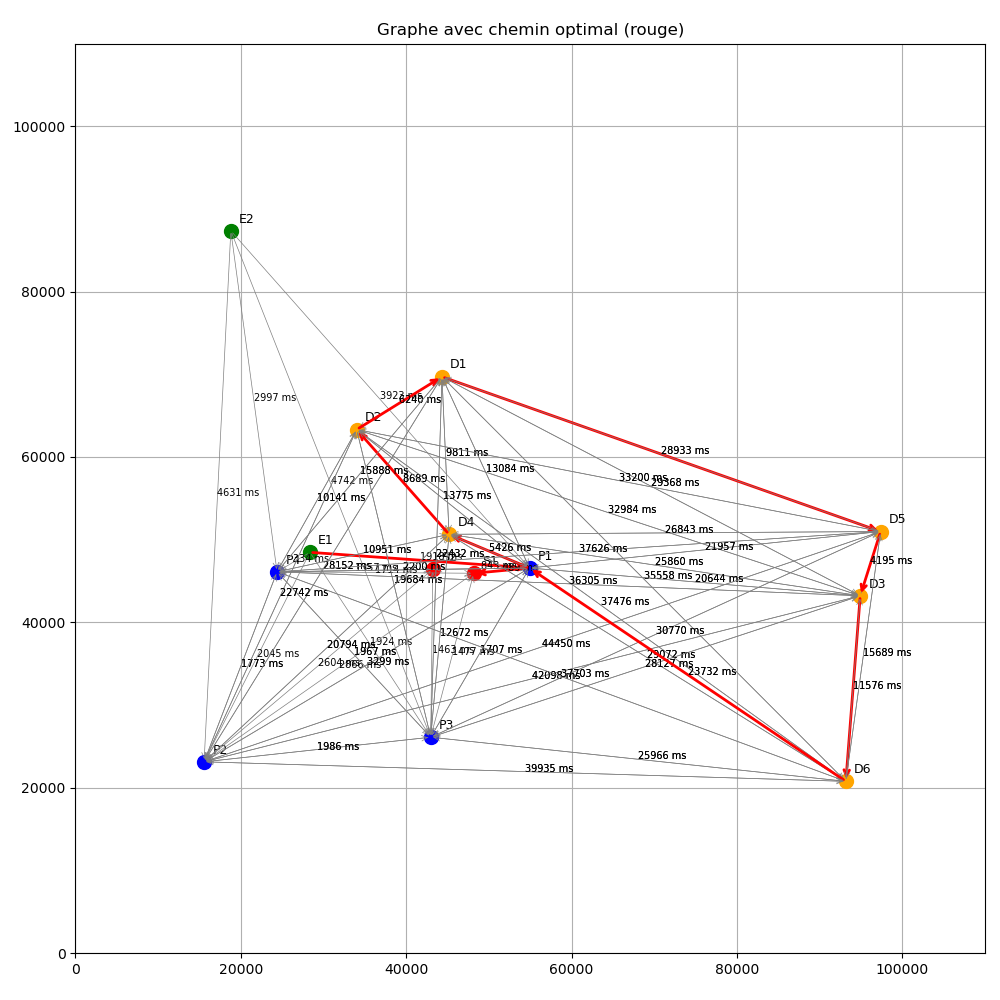 Graphe avec chemin optimal (rouge)
100000
80000
60000
40000
20000
0
E2
D1
3923 ms
6240 ms
2997 ms
D2
28933 ms
9811 ms
13084 ms
15888 ms
8689 ms
33200 ms
29368 ms
4742 ms
4631 ms
10141 ms
13775 ms
32984 ms
D4
D5
26843 ms
E1
10951 ms
5426 ms
37626 ms
21957 ms
22432 ms
P1
P4
28152 ms
2200 ms
S1
25860 ms
4195 ms
19684 ms
36305 ms
35558 ms
20644 ms
D3
22742 ms
37476 ms
12672 ms
30770 ms
20794 ms
1924 ms
44450 ms
1967 ms
1707 ms
2045 ms
1773 ms
3299 ms
29072 ms
28127 ms
15689 ms
42098 ms
37703 ms
23732 ms
11576 ms
P3
P2
1986 ms
25966 ms
39935 ms
D6
0
20000
40000
60000
80000
100000